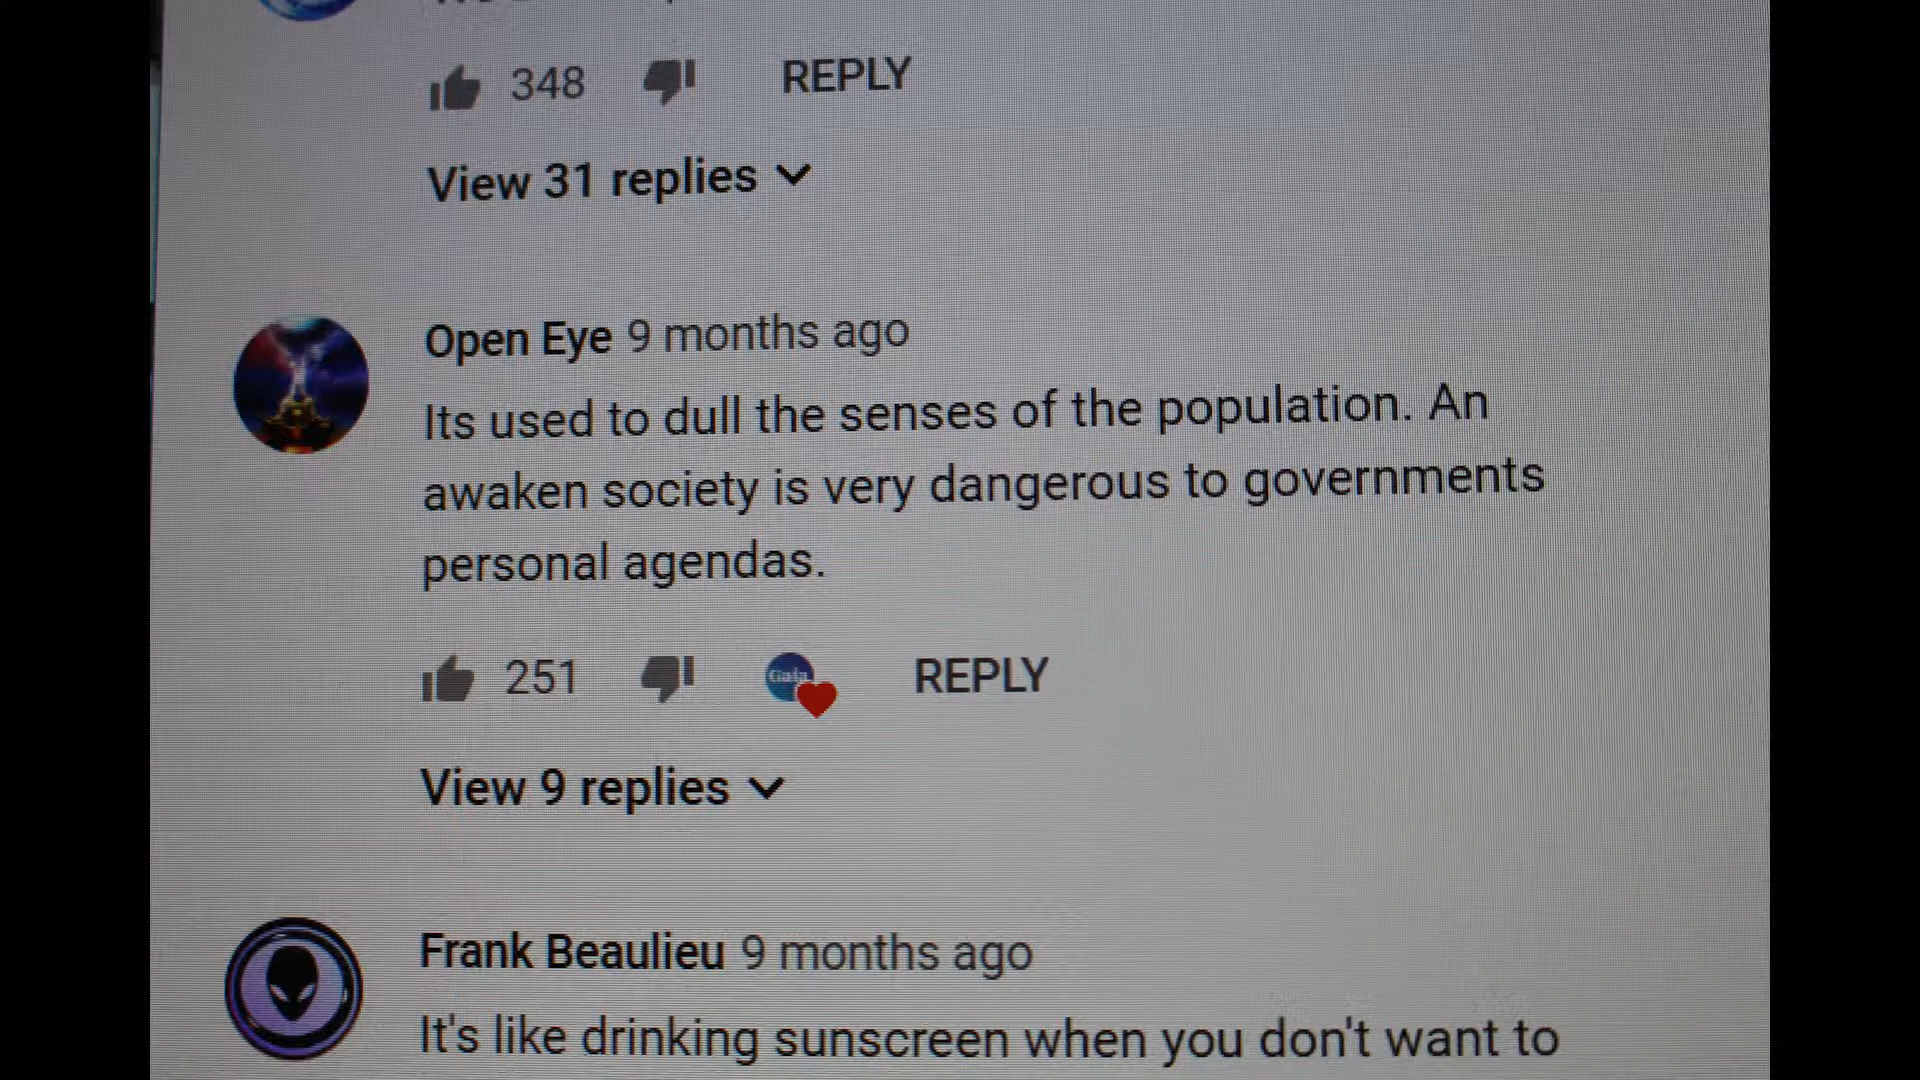 348 REPLY
View 31 replies
Open Eye 9 months ago
Its used to dull the senses of the population. An
awaken society is very dangerous to governments
personal agendas.
251 Gaia REPLY
View 9 replies
Frank Beaulieu 9 months ago
It's like drinking sunscreen when you don't want to